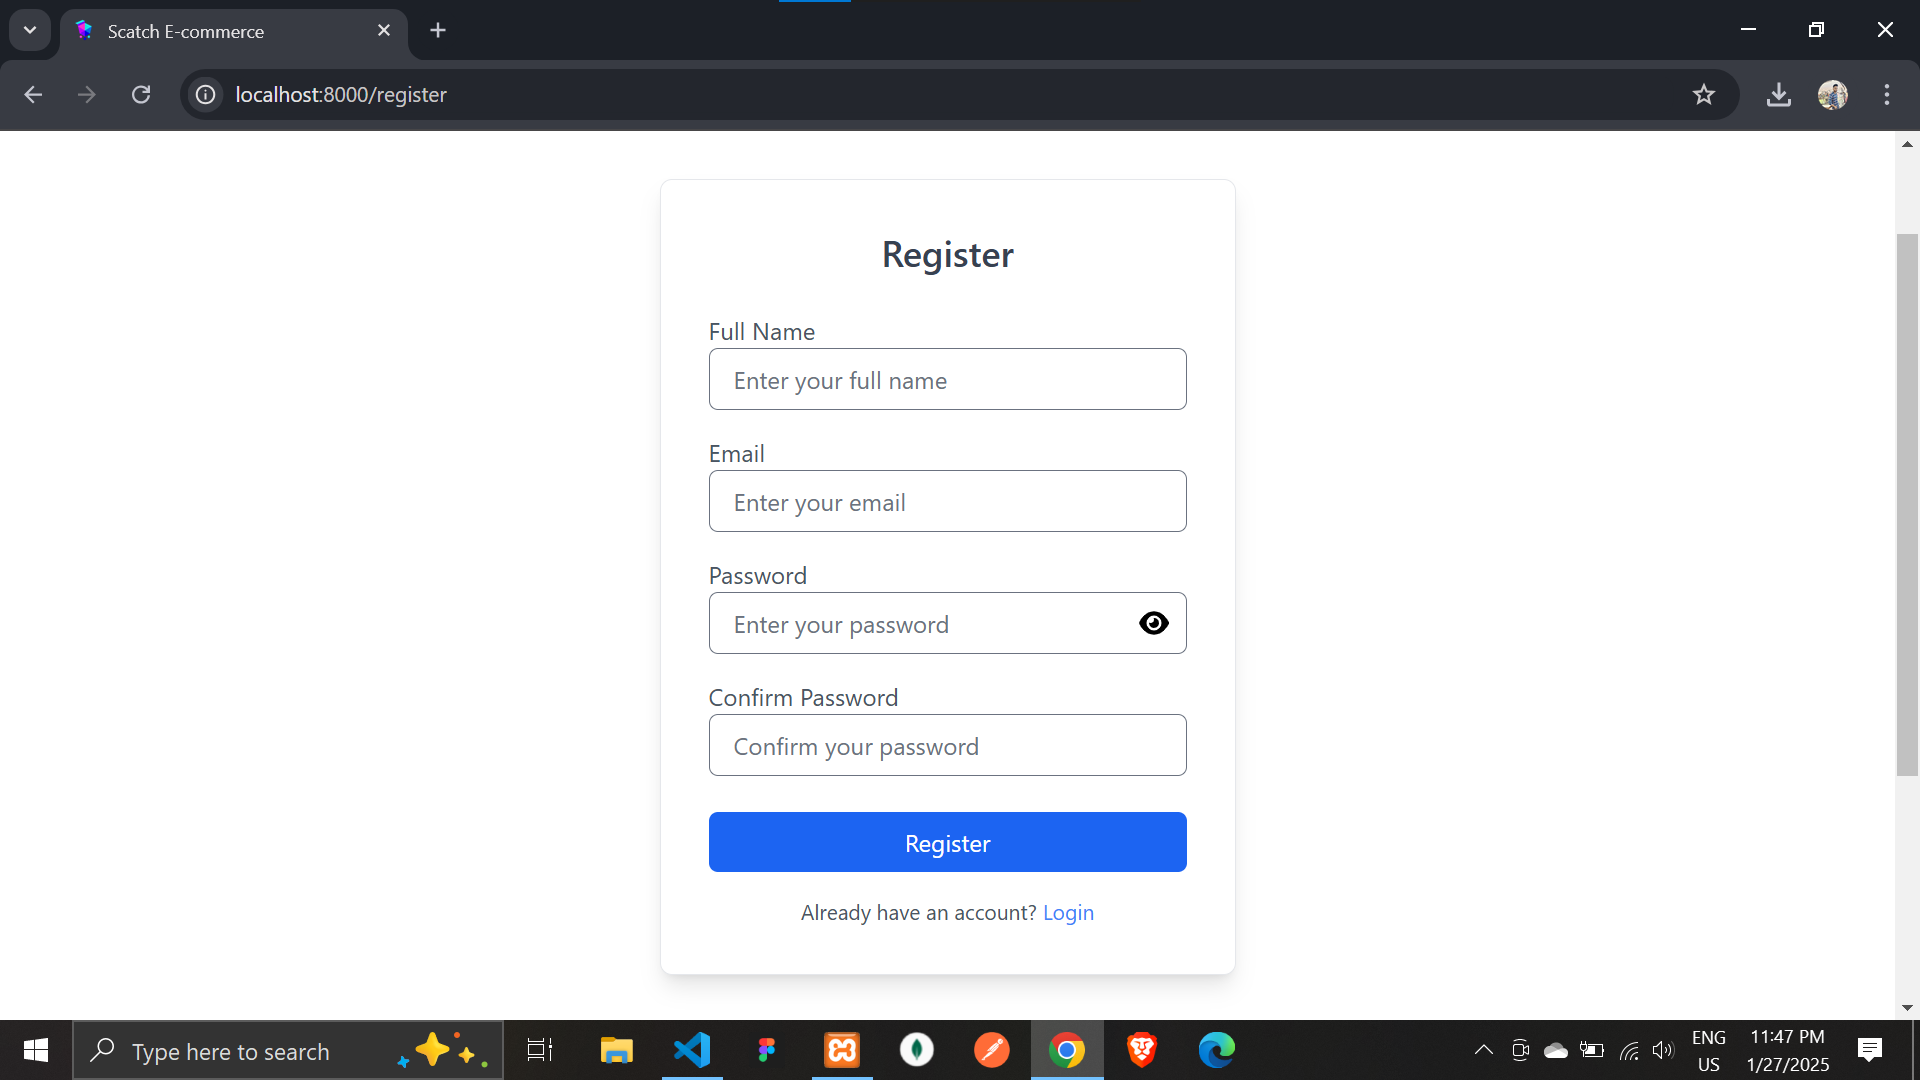 Scatch E-commerce
localhost:8000/register
Register
Full Name
Enter your full name
Email
Enter your email
Password
Enter your password
Confirm Password
Confirm your password
Register
Already have an account? Login
Type here to search
ENG
US
11:47 PM
1/27/2025